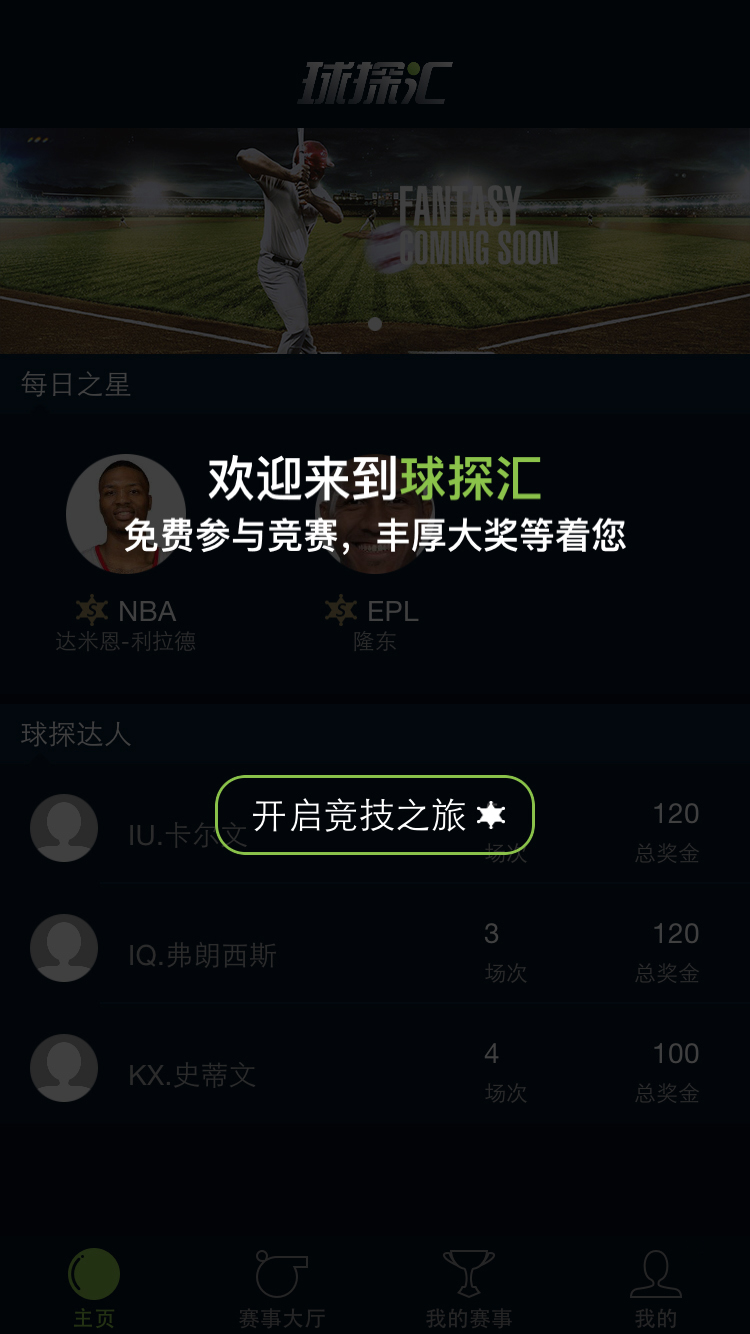 球探汇
FANTASY
COMING SOON
每日之星
欢迎来到球探汇
免费参与竞赛，丰厚大奖等着您
S NBA
S EPL
达米恩-利拉德
隆东
球探达人
开启竞技之旅
IU.卡尔文
120
场次
总奖金
IQ.弗朗西斯
3
120
场次
总奖金
KX.史蒂文
4
100
场次
总奖金
主页
赛事大厅
我的赛事
我的